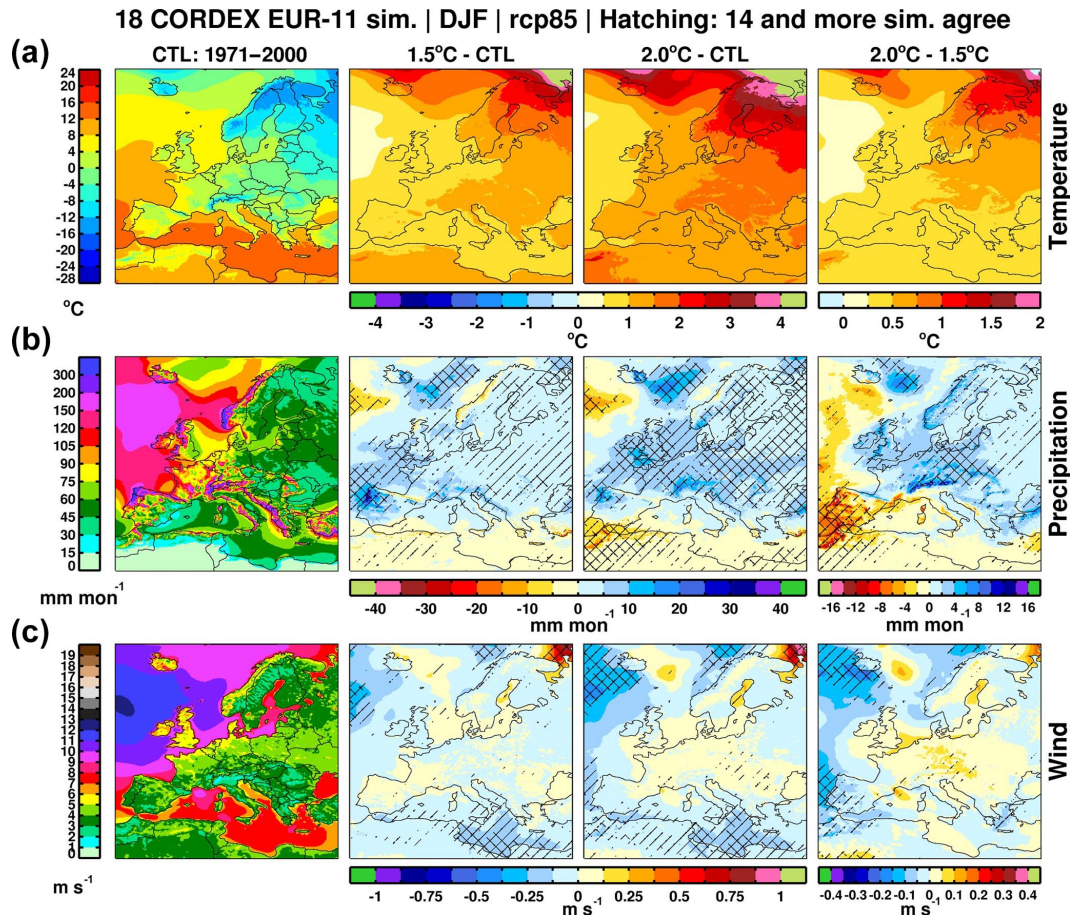 18 CORDEX EUR-11 sim. | DJF | rcp85 | Hatching: 14 and more sim. agree
(a)
CTL: 1971–2000 1.5°C - CTL 2.0°C - CTL 2.0°C - 1.5°C
24
20
16
12
8
4
0
-4
-8
-12
-16
-20
-24
-28
°C
Temperature
-4 -3 -2 -1 0 1 2 3 4
°C
0 0.5 1 1.5 2
°C
(b)
300
200
150
120
105
90
75
60
45
30
15
0
mm mon⁻¹
Precipitation
-40 -30 -20 -10 0 10 20 30 40
mm mon⁻¹
-16 -12 -8 -4 0 4 8 12 16
mm mon⁻¹
(c)
19
18
17
16
15
14
13
12
11
10
9
8
7
6
5
4
3
2
1
0
m s⁻¹
Wind
-1 -0.75 -0.5 -0.25 0 0.25 0.5 0.75 1
m s⁻¹
-0.4 -0.3 -0.2 -0.1 0 0.1 0.2 0.3 0.4
m s⁻¹